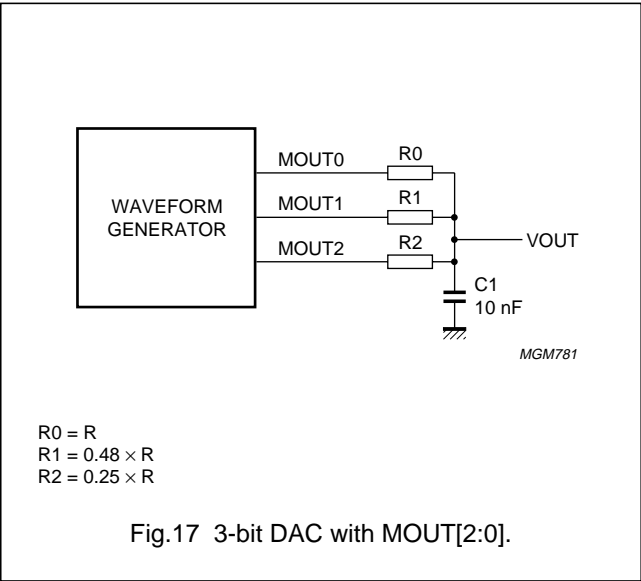 WAVEFORM
GENERATOR
MOUT0
R0
MOUT1
R1
MOUT2
R2
VOUT
C1
10 nF
MGM781
R0 = R
R1 = 0.48 × R
R2 = 0.25 × R
Fig.17 3-bit DAC with MOUT[2:0].